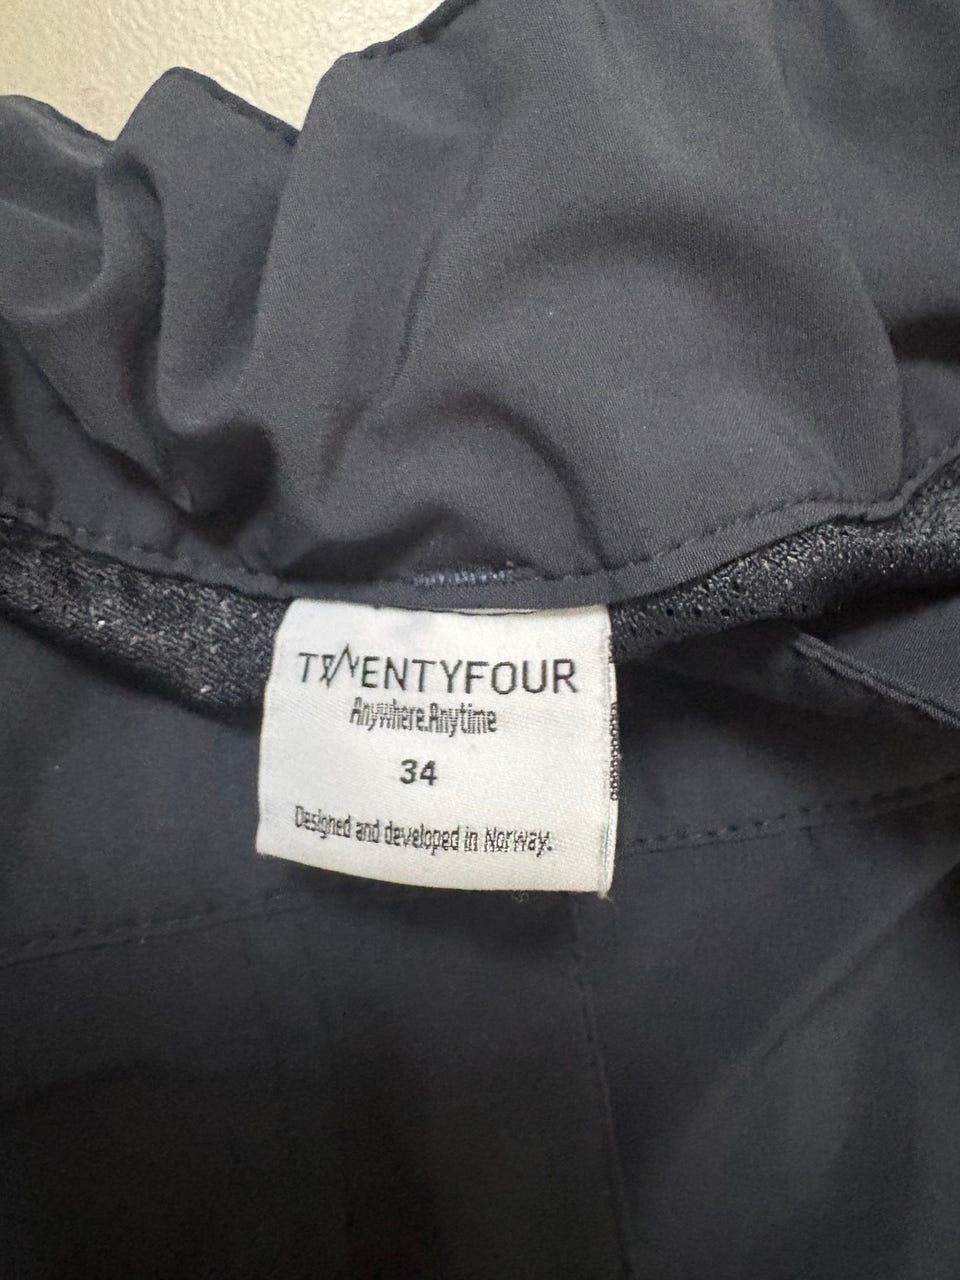 TWENTYFOUR
Anywhere.Anytime
34
Designed and developed in Norway.